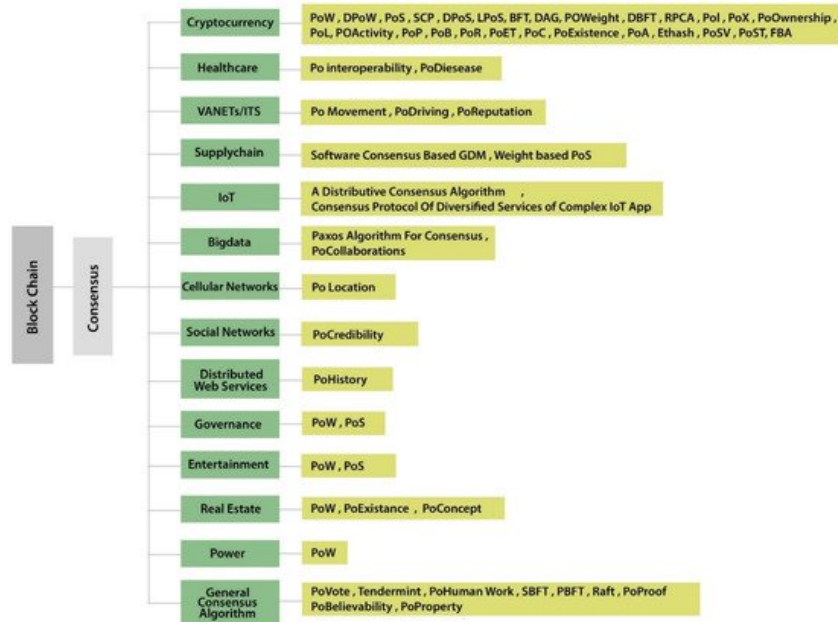 Block Chain
Consensus
Cryptocurrency
PoW , DPoW , PoS , SCP , DPoS, LPoS, BFT, DAG, POWeight , DBFT , RPCA , PoI , PoX , PoOwnership ,
PoL, POActivity , PoP , PoB , PoR , PoET , PoC , PoExistence , PoA , Ethash , PoSV , PoST, FBA
Healthcare
Po interoperability , PoDiesease
VANETs/ITS
Po Movement , PoDriving , PoReputation
Supplychain
Software Consensus Based GDM , Weight based PoS
IoT
A Distributive Consensus Algorithm ,
Consensus Protocol Of Diversified Services of Complex IoT App
Bigdata
Paxos Algorithm For Consensus ,
PoCollaborations
Cellular Networks
Po Location
Social Networks
PoCredibility
Distributed
Web Services
PoHistory
Governance
PoW , PoS
Entertainment
PoW , PoS
Real Estate
PoW , PoExistance , PoConcept
Power
PoW
General
Consensus
Algorithm
PoVote , Tendermint , PoHuman Work , SBFT , PBFT , Raft , PoProof
PoBelievability , PoProperty